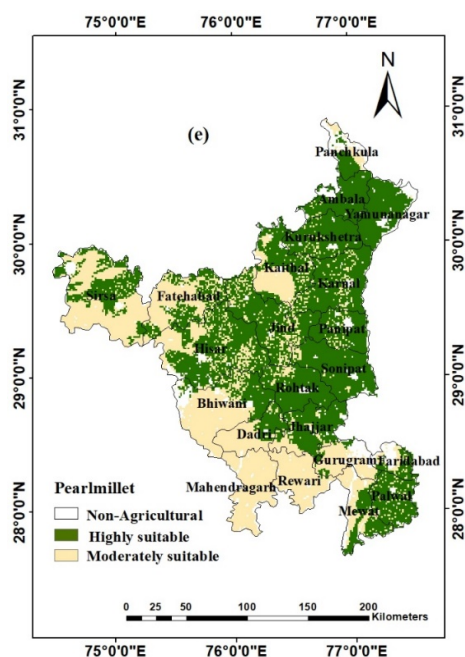 75°0'0"E 76°0'0"E 77°0'0"E
N
31°0'0"N 31°0'0"N
(e)
Panchkula
Ambala
Yamunanagar
30°0'0"N 30°0'0"N
Kurukshetra
Kaithal
Karnal
Sirsa Fatehabad
Jind Panipat
Hisar
29°0'0"N 29°0'0"N
Sonipat
Rohtak
Bhiwani
Jhajjar
Dadri
Gurugram Faridabad
Mahendragarh Rewari
Palwal
Mewat
28°0'0"N 28°0'0"N
Pearlmillet
Non-Agricultural
Highly suitable
Moderately suitable
0 25 50 100 150 200
Kilometers
75°0'0"E 76°0'0"E 77°0'0"E